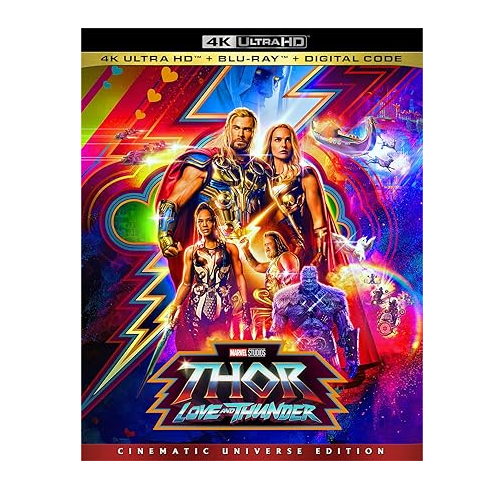 4K ULTRA HD
4K ULTRA HD™ + BLU-RAY™ + DIGITAL CODE
MARVEL STUDIOS
THOR
LOVE AND THUNDER
CINEMATIC UNIVERSE EDITION